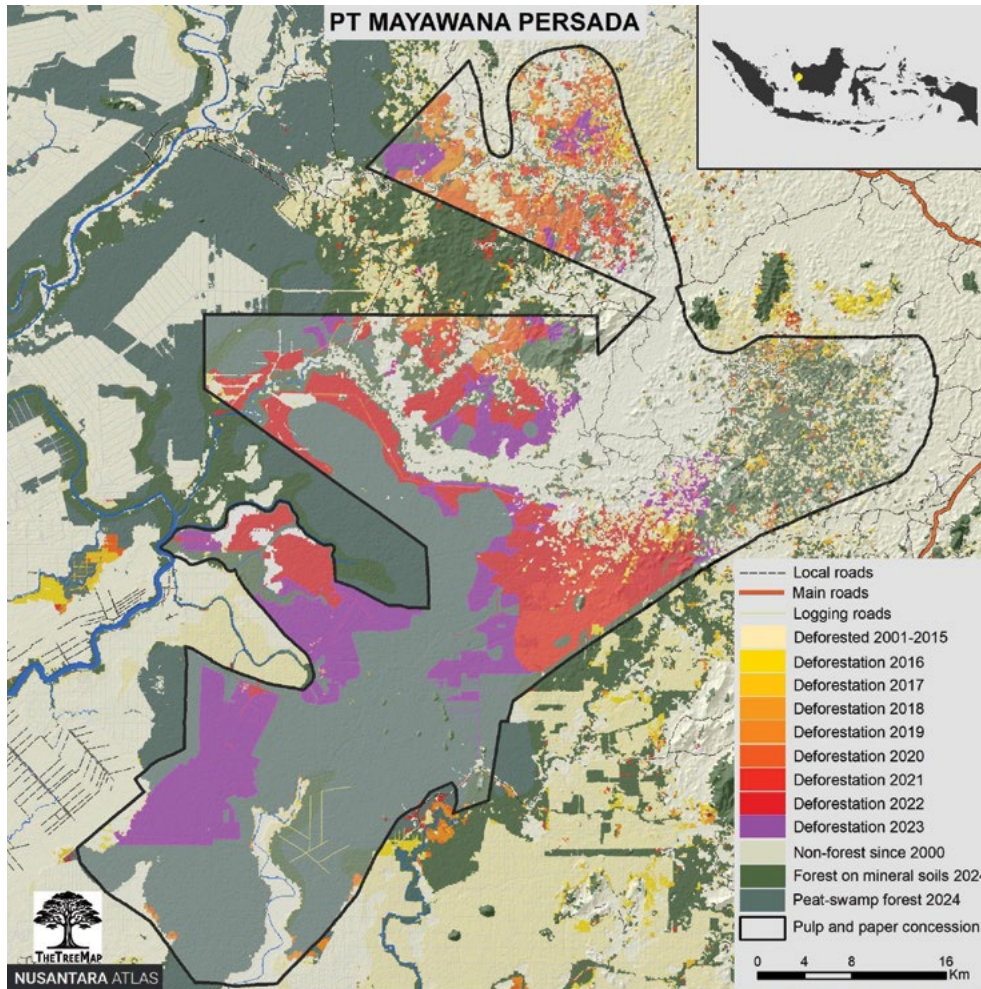 PT MAYAWANA PERSADA
Local roads
Main roads
Logging roads
Deforested 2001-2015
Deforestation 2016
Deforestation 2017
Deforestation 2018
Deforestation 2019
Deforestation 2020
Deforestation 2021
Deforestation 2022
Deforestation 2023
Non-forest since 2000
Forest on mineral soils 2024
Peat-swamp forest 2024
Pulp and paper concession
0 4 8 16
Km
THETREEMAP
NUSANTARA ATLAS